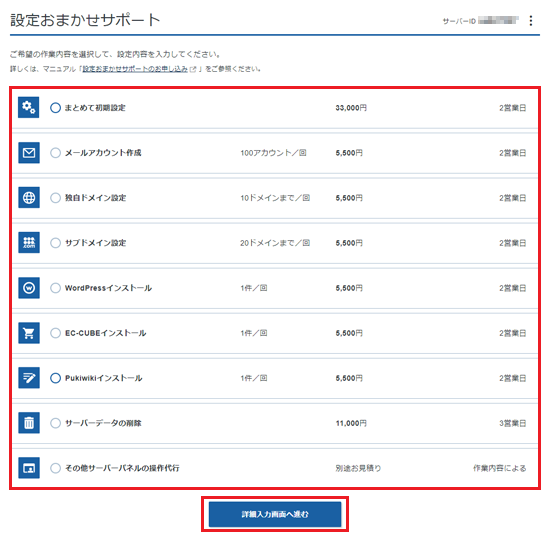 設定おまかせサポート
サーバーID
ご希望の作業内容を選択して、設定内容を入力してください。
詳しくは、マニュアル「設定おまかせサポートのお申し込み」をご参照ください。
まとめて初期設定 33,000円 2営業日
メールアカウント作成 100アカウント／回 5,500円 2営業日
独自ドメイン設定 10ドメインまで／回 5,500円 2営業日
.com サブドメイン設定 20ドメインまで／回 5,500円 2営業日
WordPressインストール 1件／回 5,500円 2営業日
EC-CUBEインストール 1件／回 5,500円 2営業日
Pukiwikiインストール 1件／回 5,500円 2営業日
サーバーデータの削除 11,000円 3営業日
その他サーバーパネルの操作代行 別途お見積り 作業内容による
詳細入力画面へ進む